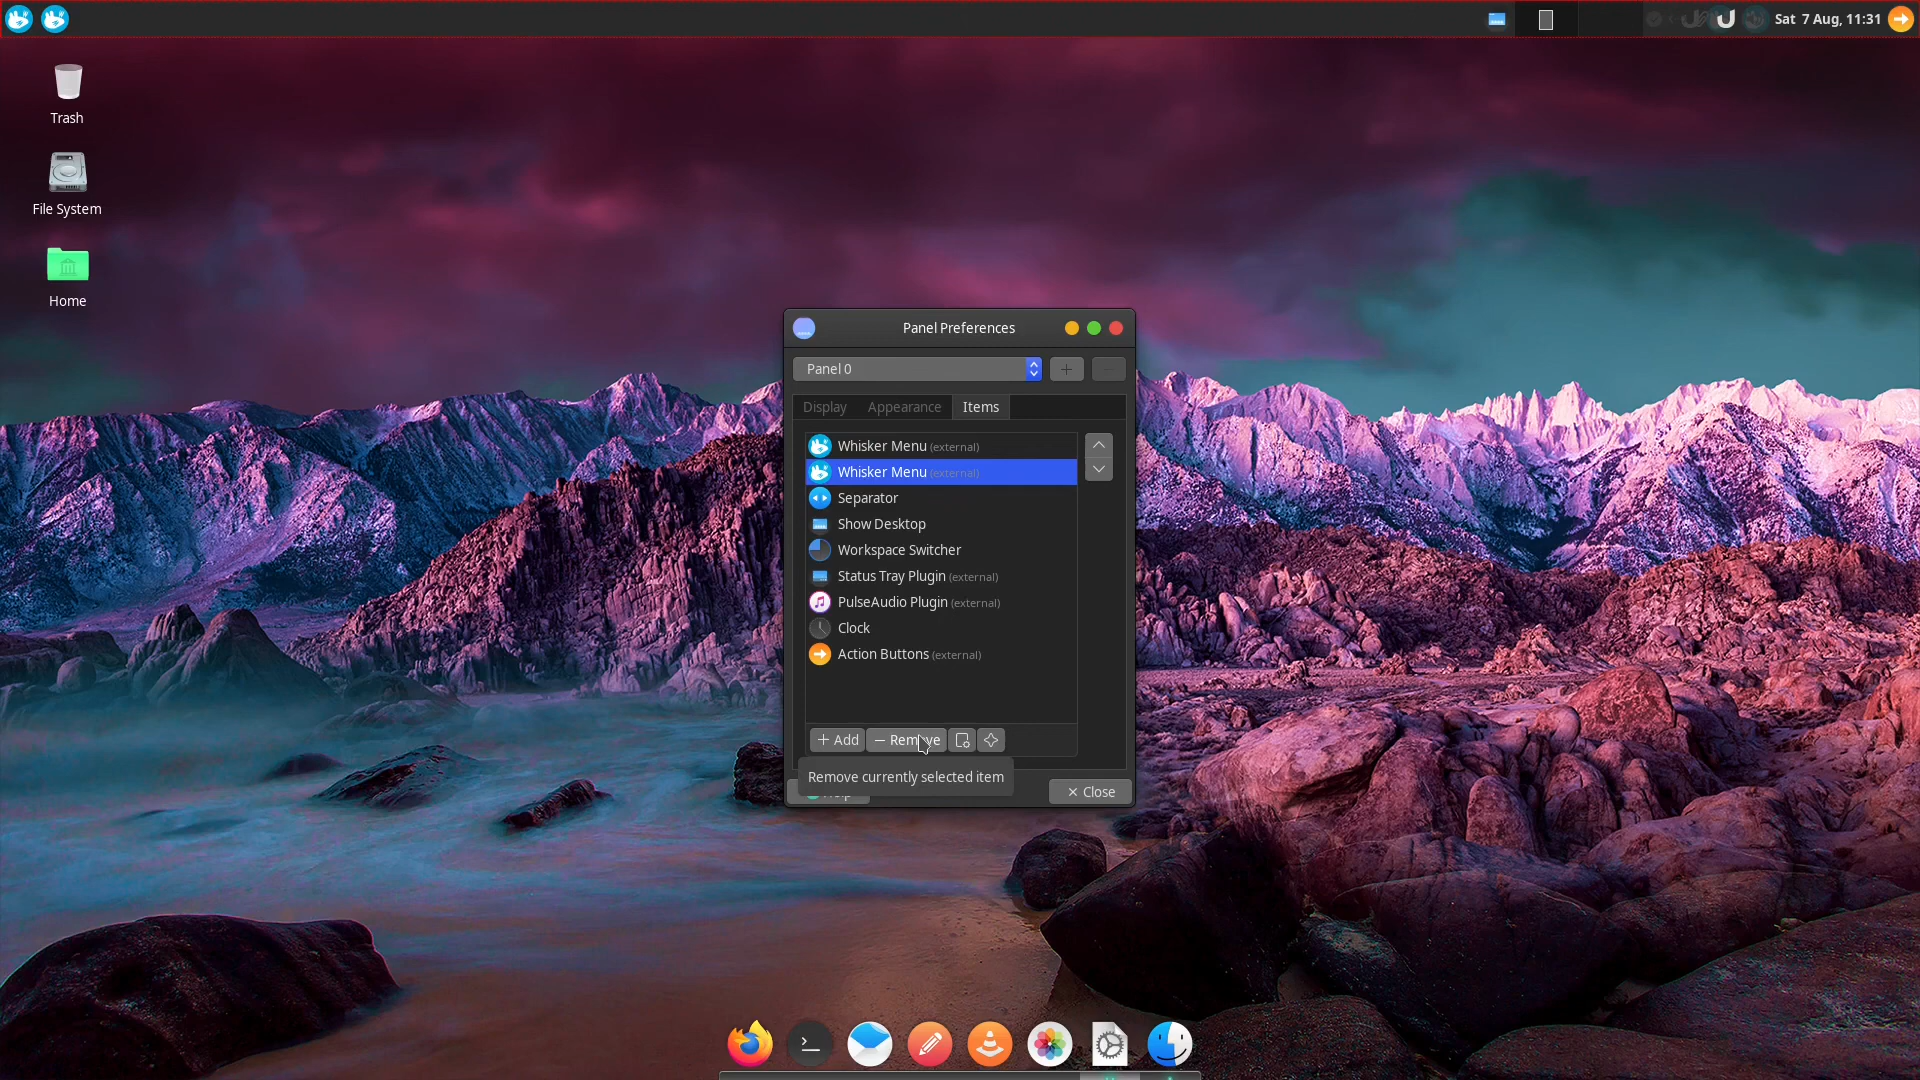 Sat 7 Aug, 11:31
Trash
File System
Home
Panel Preferences
Panel 0
Display Appearance Items
Whisker Menu (external)
Whisker Menu (external)
Separator
Show Desktop
Workspace Switcher
Status Tray Plugin (external)
PulseAudio Plugin (external)
Clock
Action Buttons (external)
Add Remove
Remove currently selected item
Close